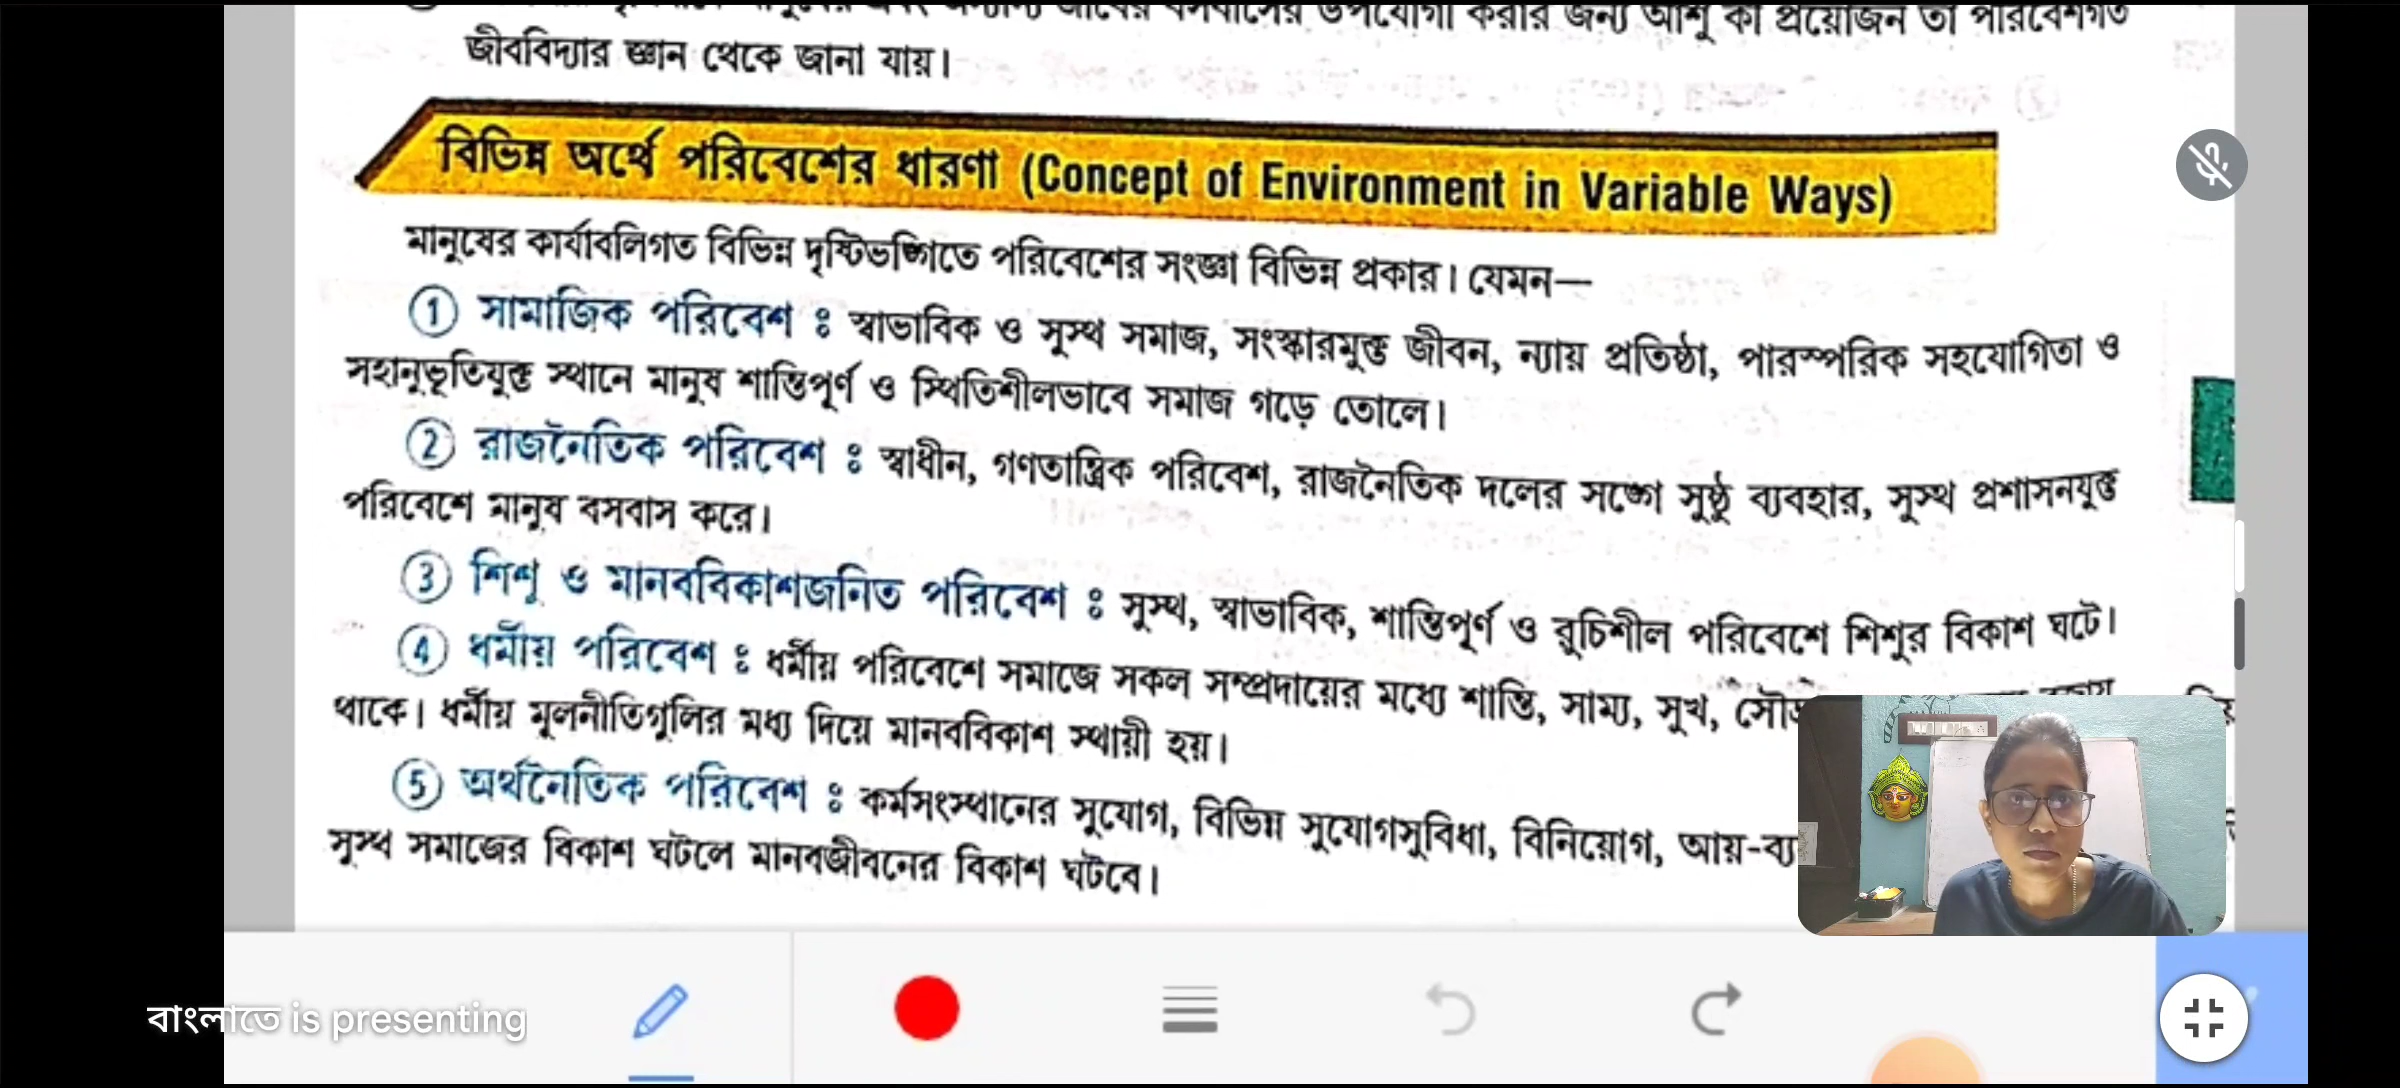 জীববিদ্যার জ্ঞান থেকে জানা যায়।
বিভিন্ন অর্থে পরিবেশের ধারণা (Concept of Environment in Variable Ways)
মানুষের কার্যাবলিগত বিভিন্ন দৃষ্টিভঙ্গিতে পরিবেশের সংজ্ঞা বিভিন্ন প্রকার। যেমন—
① সামাজিক পরিবেশ ঃ স্বাভাবিক ও সুস্থ সমাজ, সংস্কারমুক্ত জীবন, ন্যায় প্রতিষ্ঠা, পারস্পরিক সহযোগিতা ও
সহানুভূতিযুক্ত স্থানে মানুষ শান্তিপূর্ণ ও স্থিতিশীলভাবে সমাজ গড়ে তোলে।
② রাজনৈতিক পরিবেশ ঃ স্বাধীন, গণতান্ত্রিক পরিবেশ, রাজনৈতিক দলের সঙ্গে সুষ্ঠু ব্যবহার, সুস্থ প্রশাসনযুক্ত
পরিবেশে মানুষ বসবাস করে।
③ শিশু ও মানববিকাশজনিত পরিবেশ ঃ সুস্থ, স্বাভাবিক, শান্তিপূর্ণ ও রুচিশীল পরিবেশে শিশুর বিকাশ ঘটে।
④ ধর্মীয় পরিবেশ ঃ ধর্মীয় পরিবেশে সমাজে সকল সম্প্রদায়ের মধ্যে শান্তি, সাম্য, সুখ,
থাকে। ধর্মীয় মূলনীতিগুলির মধ্য দিয়ে মানববিকাশ স্থায়ী হয়।
⑤ অর্থনৈতিক পরিবেশ ঃ কর্মসংস্থানের সুযোগ, বিভিন্ন সুযোগসুবিধা, বিনিয়োগ, আয়-ব্য
সুস্থ সমাজের বিকাশ ঘটলে মানবজীবনের বিকাশ ঘটবে।
বাংলাতে is presenting